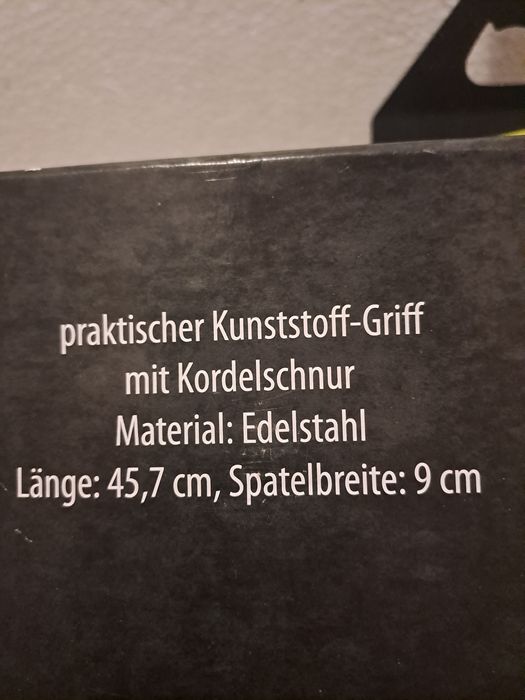 praktischer Kunststoff-Griff
mit Kordelschnur
Material: Edelstahl
Länge: 45,7 cm, Spatelbreite: 9 cm